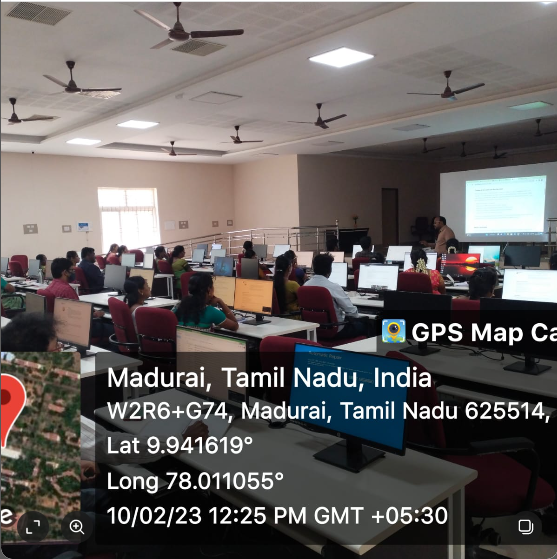 GPS Map Ca
Madurai, Tamil Nadu, India
W2R6+G74, Madurai, Tamil Nadu 625514,
Lat 9.941619°
Long 78.011055°
10/02/23 12:25 PM GMT +05:30